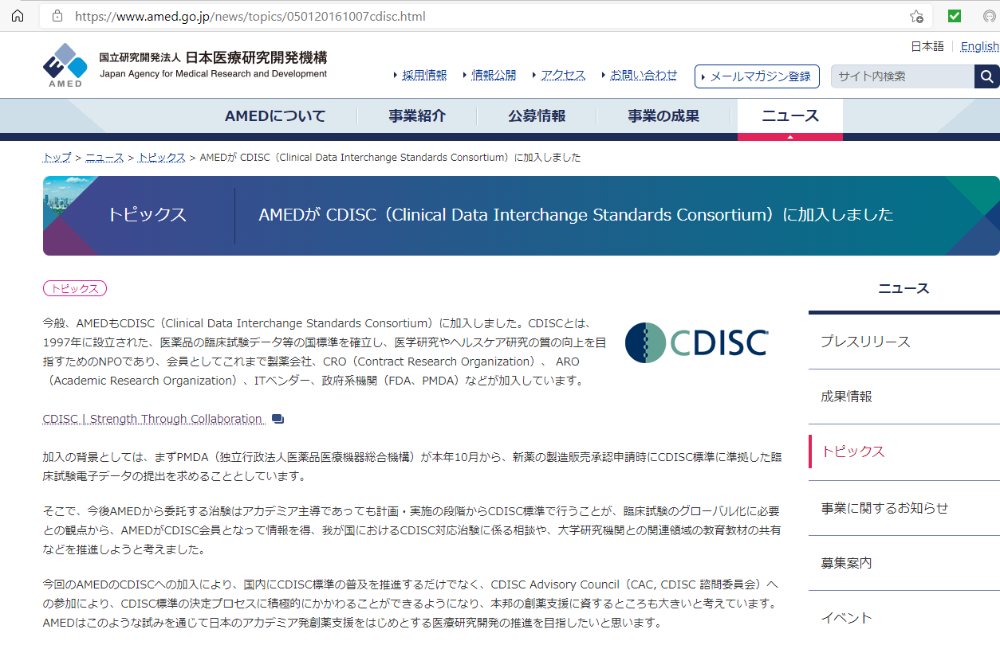 https://www.amed.go.jp/news/topics/050120161007cdisc.html
日本語 English
国立研究開発法人 日本医療研究開発機構
Japan Agency for Medical Research and Development
AMED
採用情報 情報公開 アクセス お問い合わせ メールマガジン登録 サイト内検索
AMEDについて 事業紹介 公募情報 事業の成果 ニュース
トップ > ニュース > トピックス > AMEDが CDISC（Clinical Data Interchange Standards Consortium）に加入しました
トピックス AMEDが CDISC（Clinical Data Interchange Standards Consortium）に加入しました
トピックス
今般、AMEDもCDISC（Clinical Data Interchange Standards Consortium）に加入しました。CDISCとは、
1997年に設立された、医薬品の臨床試験データ等の国標準を確立し、医学研究やヘルスケア研究の質の向上を目
指すためのNPOであり、会員としてこれまで製薬会社、CRO（Contract Research Organization）、 ARO
（Academic Research Organization）、ITベンダー、政府系機関（FDA、PMDA）などが加入しています。
CDISC
CDISC | Strength Through Collaboration
加入の背景としては、まずPMDA（独立行政法人医薬品医療機器総合機構）が本年10月から、新薬の製造販売承認申請時にCDISC標準に準拠した臨
床試験電子データの提出を求めることとしています。
そこで、今後AMEDから委託する治験はアカデミア主導であっても計画・実施の段階からCDISC標準で行うことが、臨床試験のグローバル化に必要
との観点から、AMEDがCDISC会員となって情報を得、我が国におけるCDISC対応治験に係る相談や、大学研究機関との関連領域の教育教材の共有
などを推進しようと考えました。
今回のAMEDのCDISCへの加入により、国内にCDISC標準の普及を推進するだけでなく、CDISC Advisory Council（CAC, CDISC 諮問委員会）へ
の参加により、CDISC標準の決定プロセスに積極的にかかわることができるようになり、本邦の創薬支援に資するところも大きいと考えています。
AMEDはこのような試みを通じて日本のアカデミア発創薬支援をはじめとする医療研究開発の推進を目指したいと思います。
ニュース
プレスリリース
成果情報
トピックス
事業に関するお知らせ
募集案内
イベント